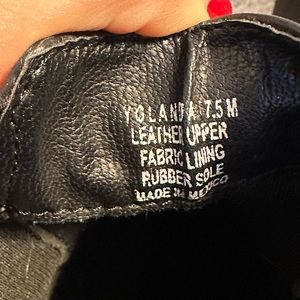 YOLANDA 7.5 M
LEATHER UPPER
FABRIC LINING
RUBBER SOLE
MADE IN MEXICO